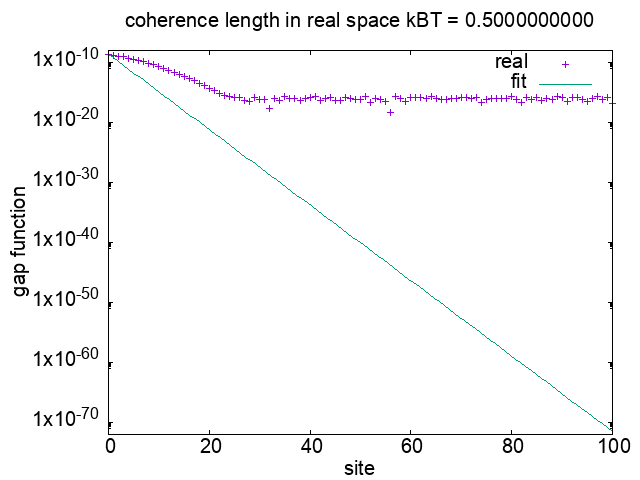 coherence length in real space kBT = 0.5000000000
real
fit
1x10-10
1x10-20
1x10-30
1x10-40
1x10-50
1x10-60
1x10-70
gap function
0 20 40 60 80 100
site